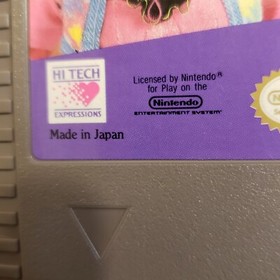 HI TECH
EXPRESSIONS
Made in Japan
Licensed by Nintendo®
for Play on the
Nintendo
ENTERTAINMENT SYSTEM®